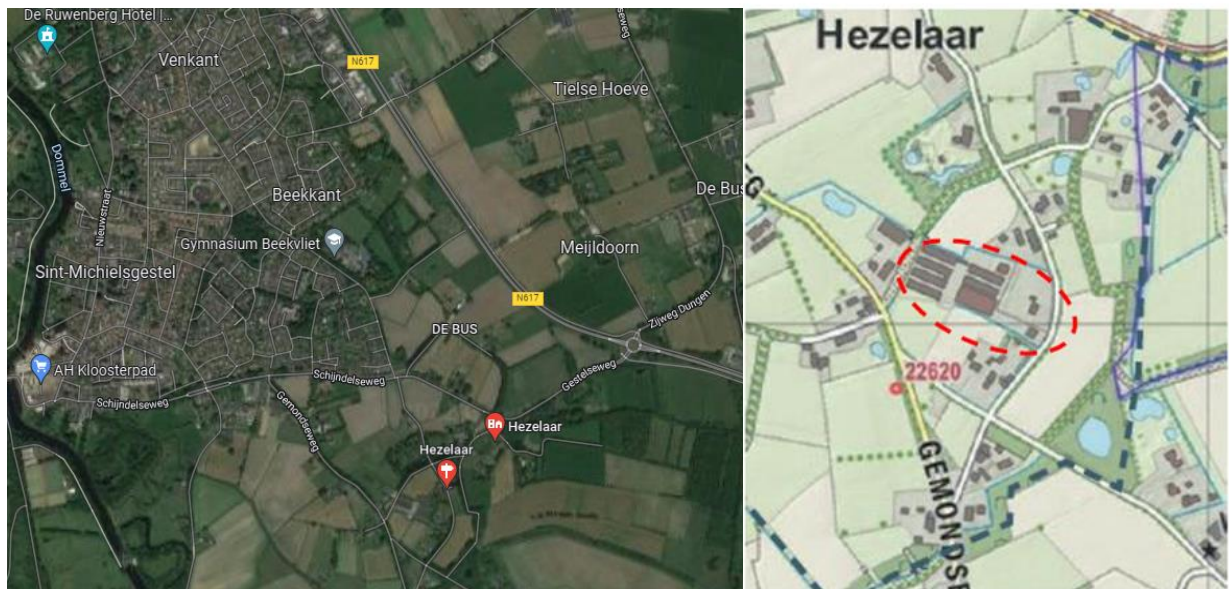 De Ruwenberg Hotel |...
Venkant
N617
Tielse Hoeve
Dommel
Nieuwstraat
Beekkant
De Bus
Gymnasium Beekvliet
Meijldoorn
Sint-Michielsgestel
N617
Zijweg Dungen
DE BUS
Gestelseweg
AH Kloosterpad
Schijndelseweg
Schijndelseweg
Gemondseweg
Hezelaar
Hezelaar
Hezelaar
22620
GEMONDSE